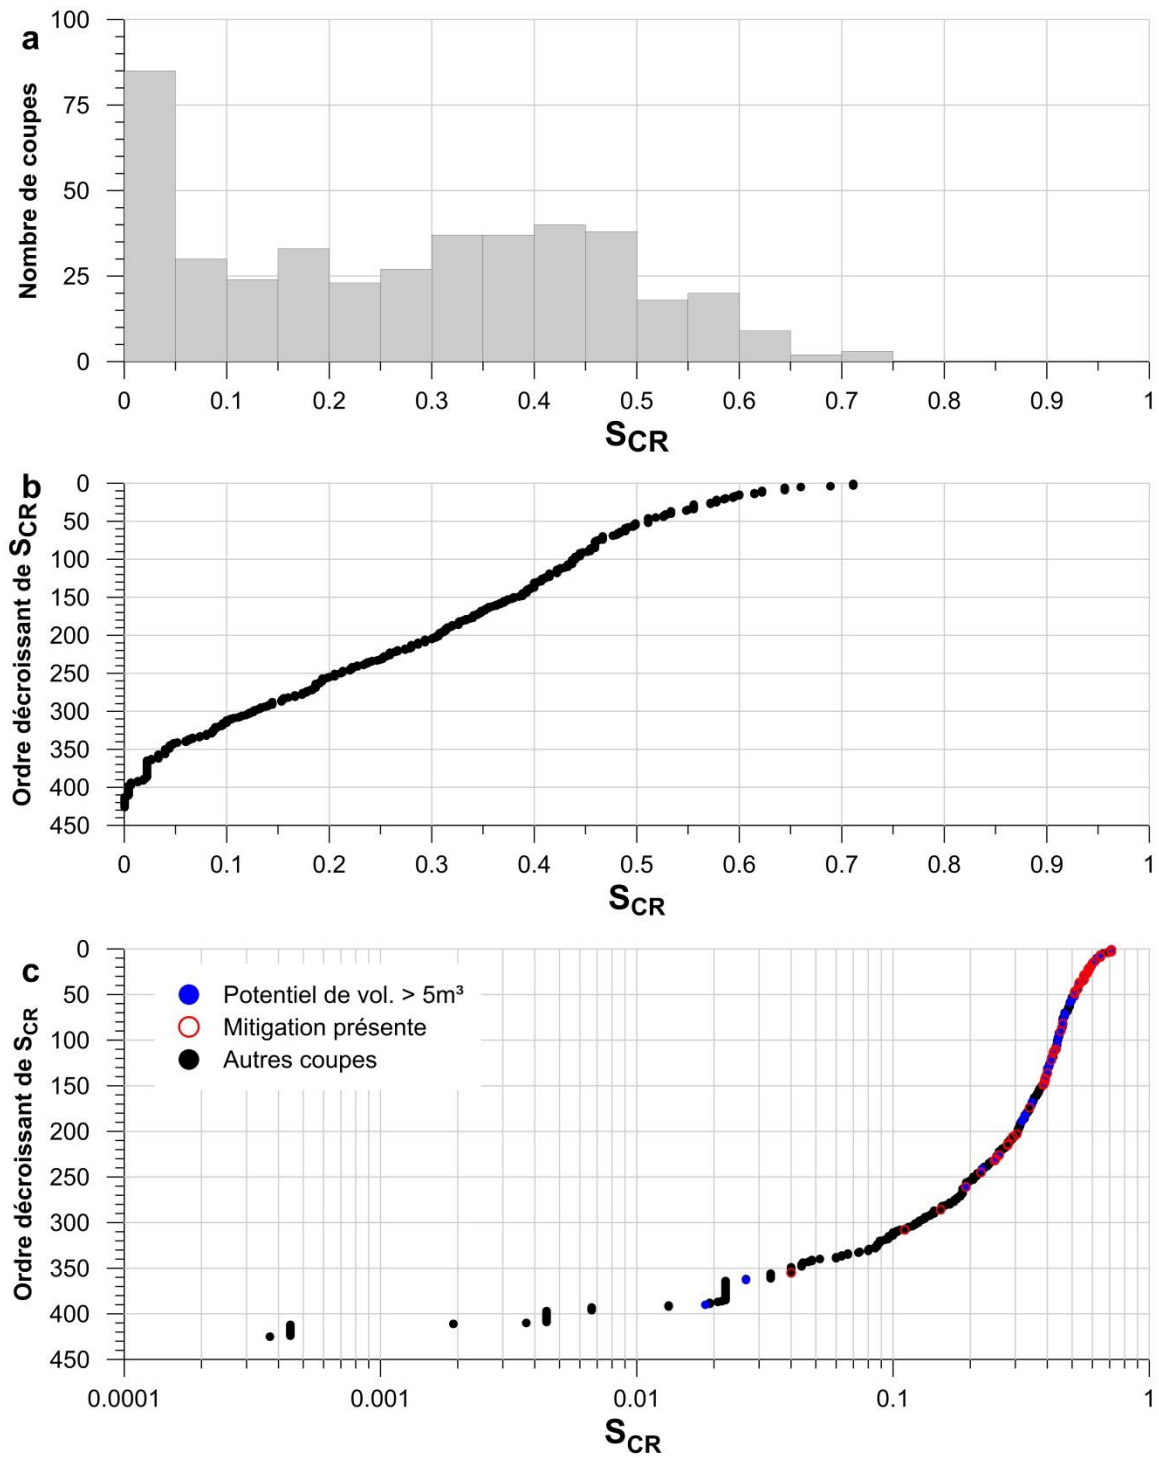 a
Nombre de coupes
100
75
50
25
0
0 0.1 0.2 0.3 0.4 0.5 0.6 0.7 0.8 0.9 1
SCR
b
Ordre décroissant de SCR
0
50
100
150
200
250
300
350
400
450
0 0.1 0.2 0.3 0.4 0.5 0.6 0.7 0.8 0.9 1
SCR
c
Ordre décroissant de SCR
0
50
100
150
200
250
300
350
400
450
Potentiel de vol. > 5m³
Mitigation présente
Autres coupes
0.0001 0.001 0.01 0.1 1
SCR